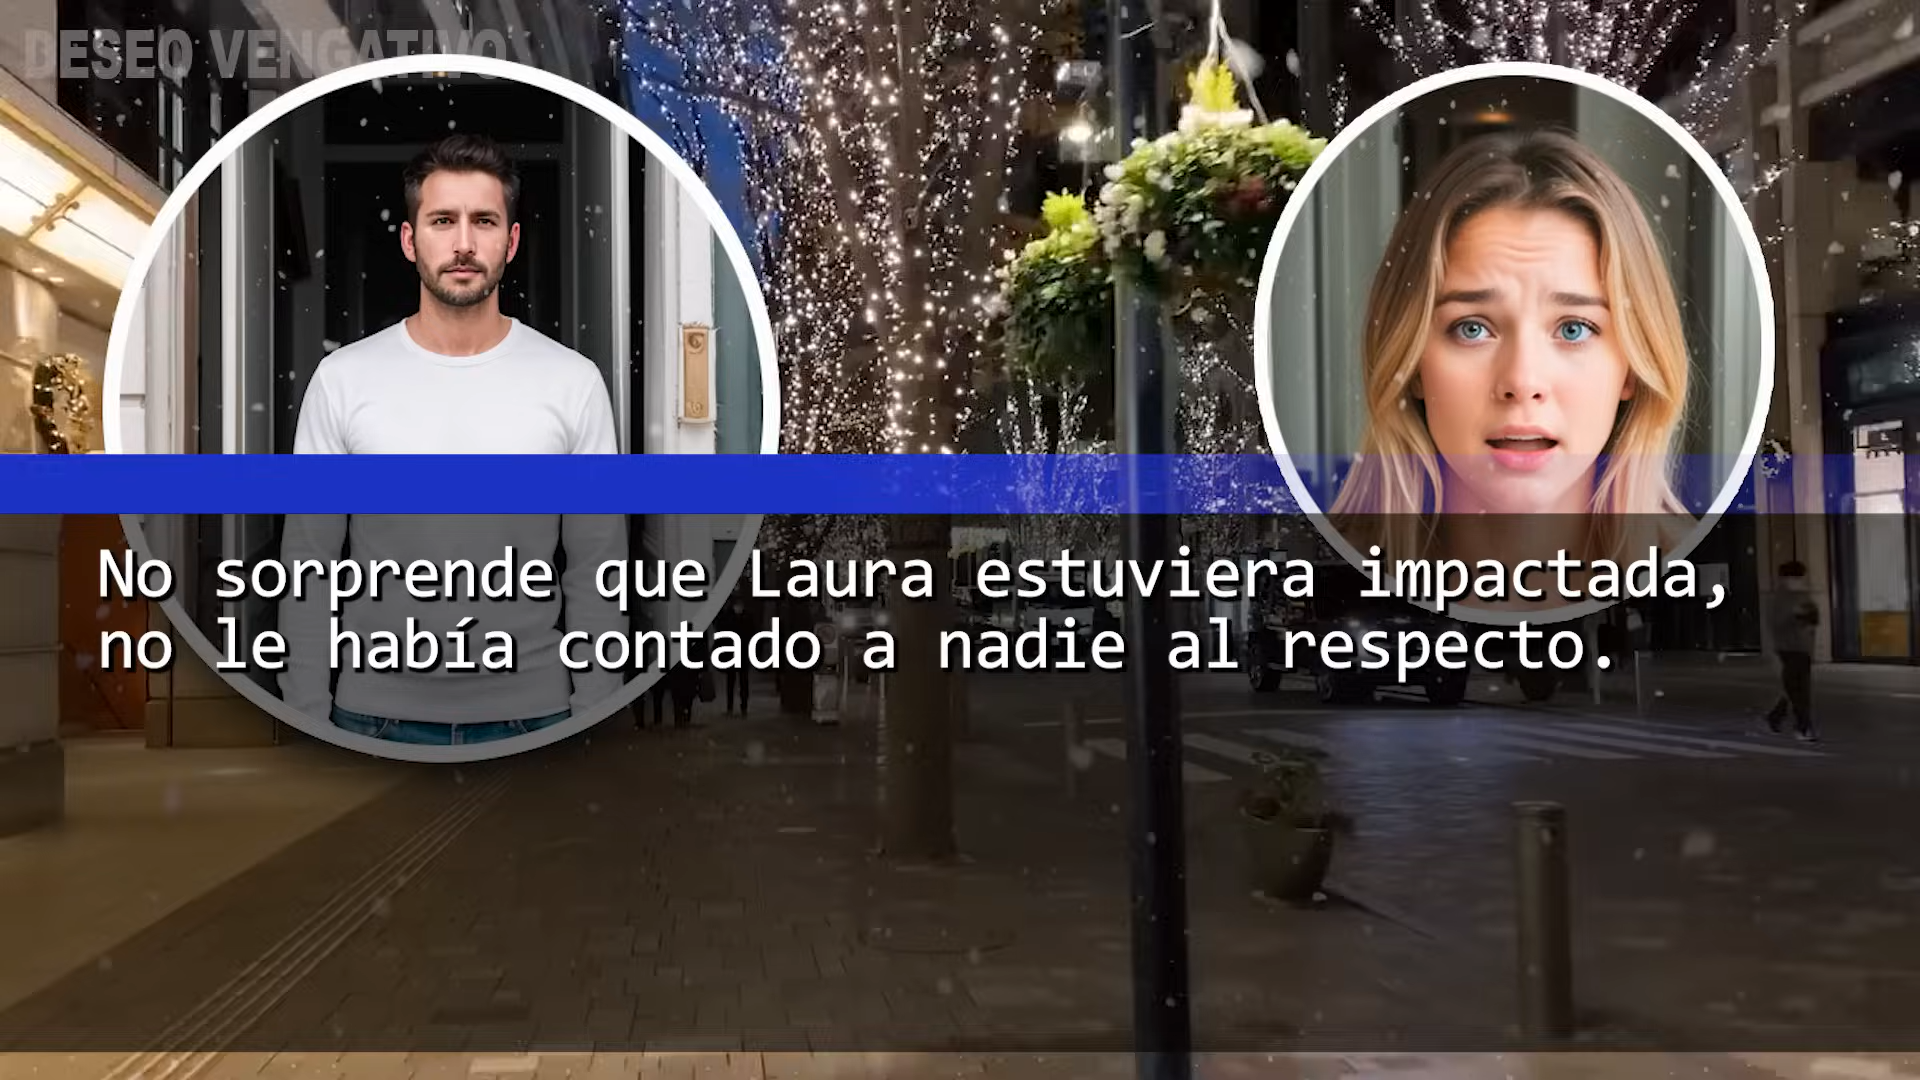 DESEO VENGATIVO
No sorprende que Laura estuviera impactada,
no le había contado a nadie al respecto.